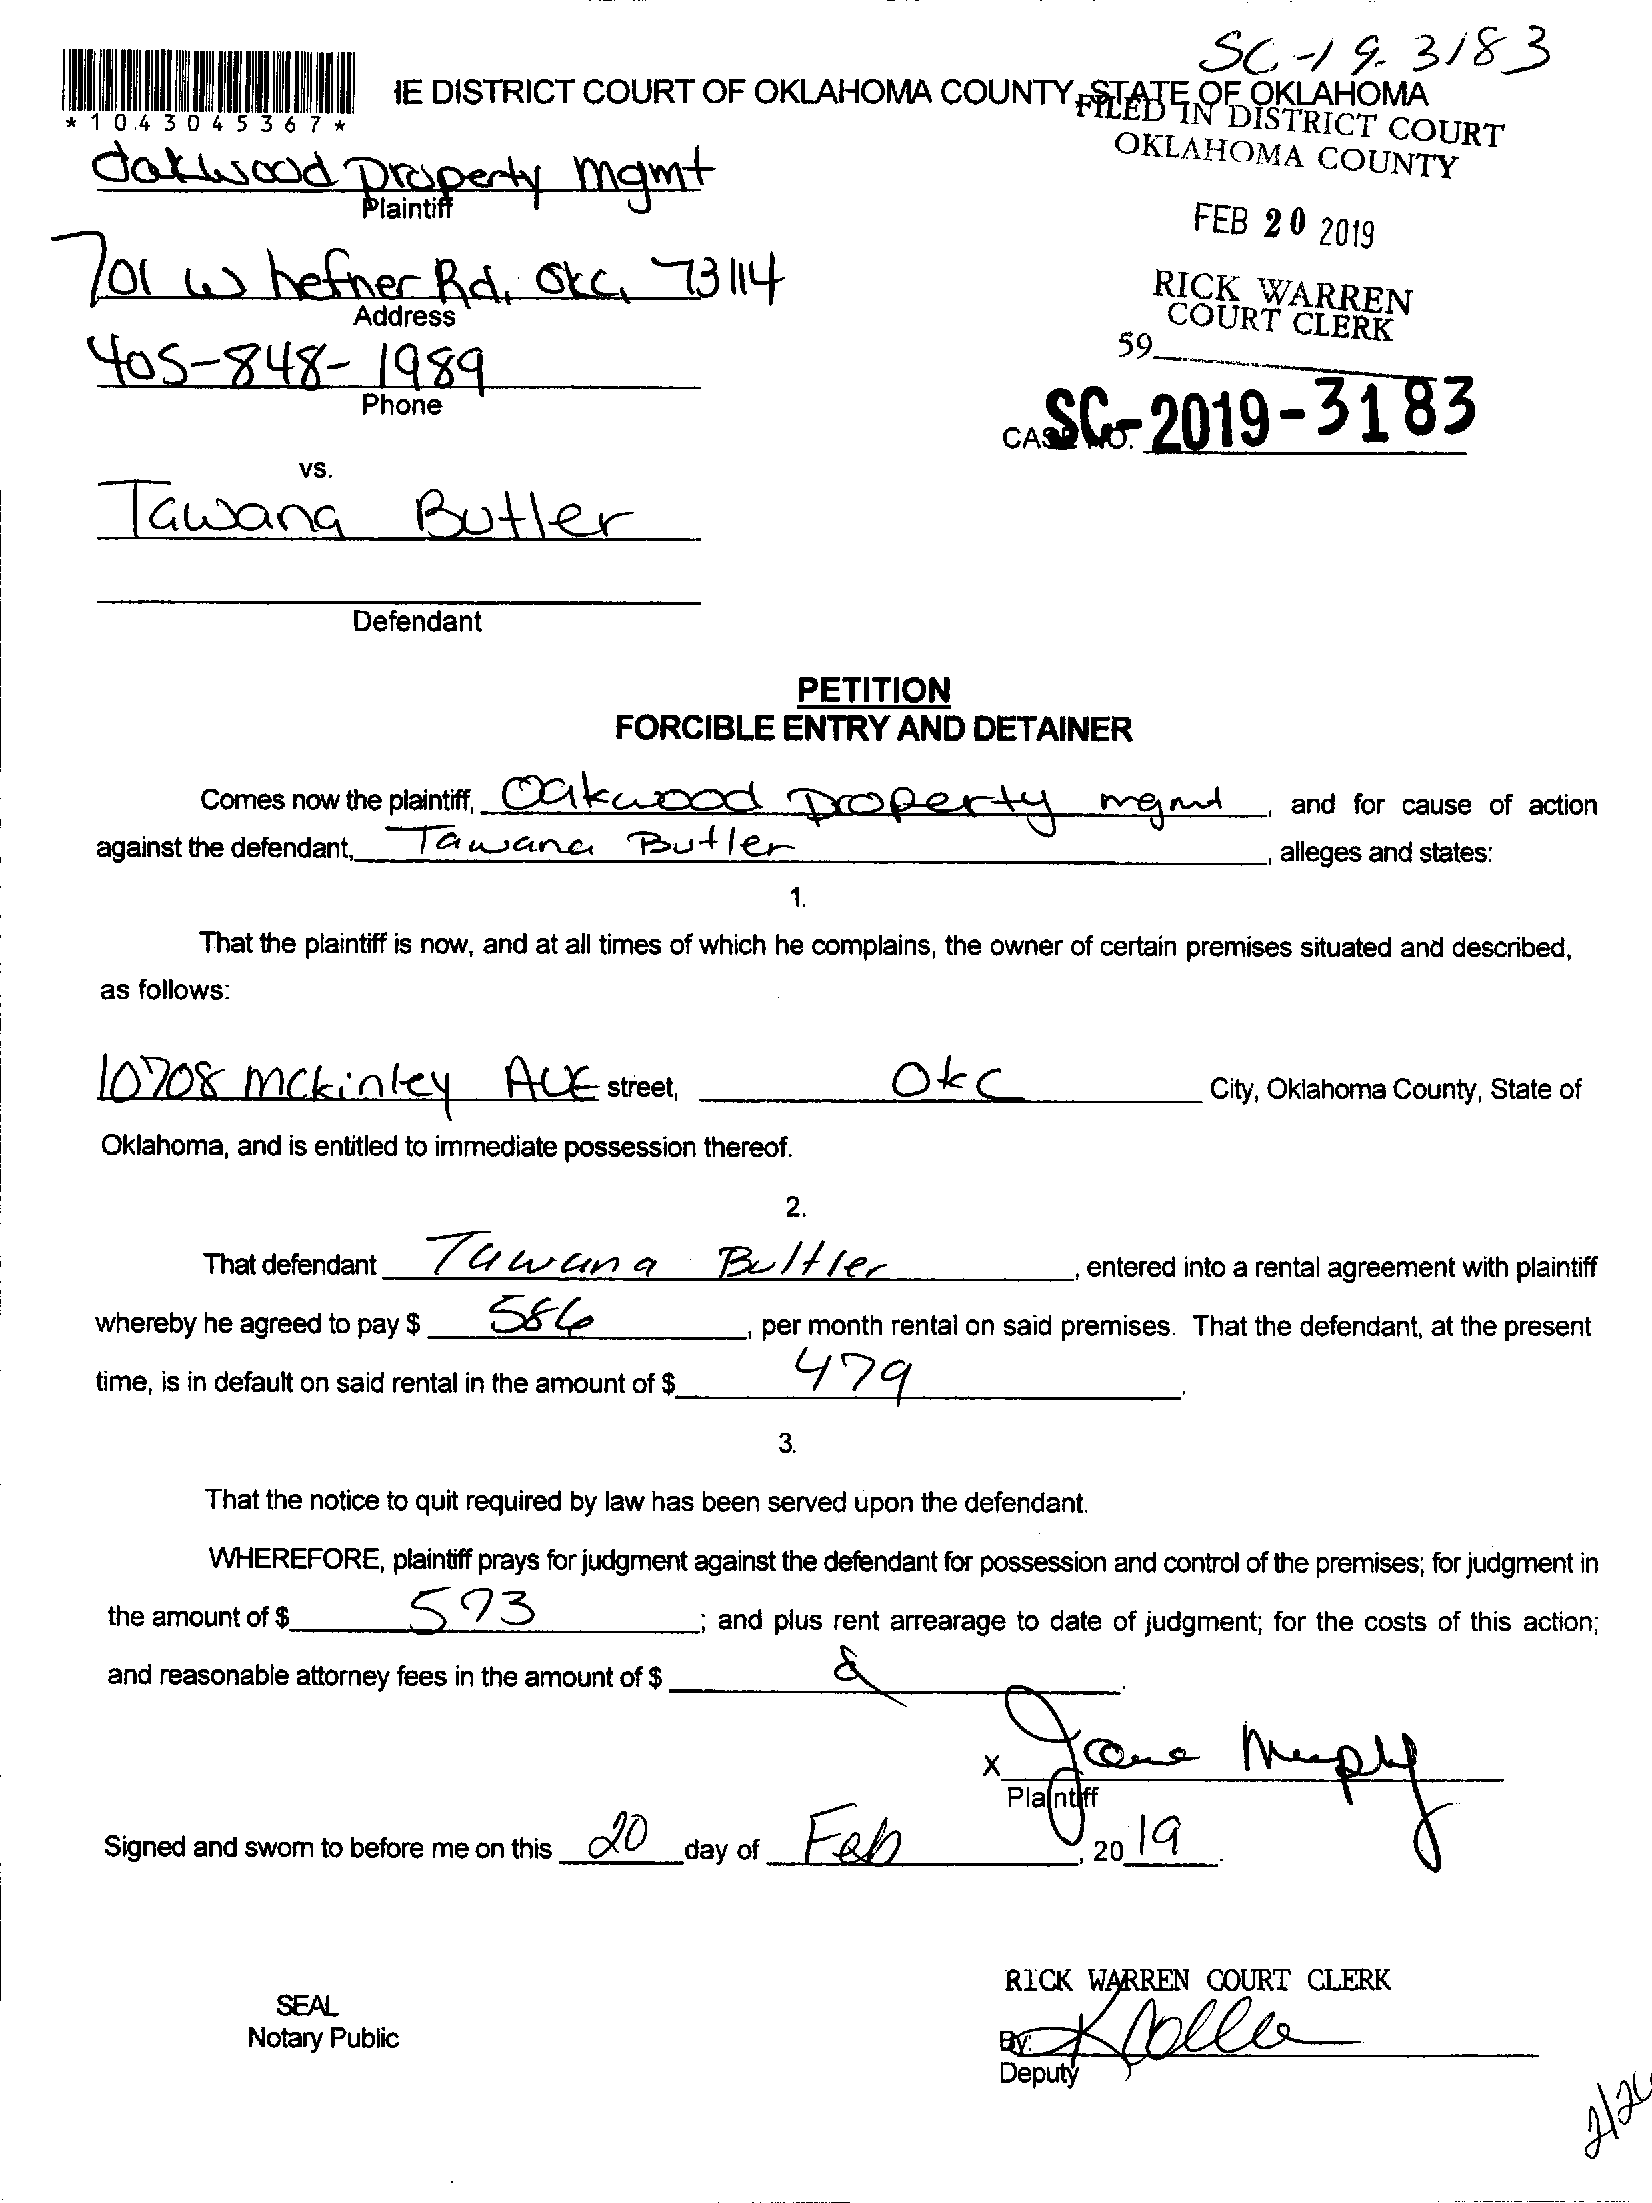 SC-19-3183
IE DISTRICT COURT OF OKLAHOMA COUNTY, STATE OF OKLAHOMA
*1043045367*
FILED IN DISTRICT COURT
OKLAHOMA COUNTY
Oakwood Property Mgmt
Plaintiff
FEB 20 2019
701 W hefner Rd, OKC, 73114
Address
RICK WARREN
COURT CLERK
59
405-848-1989
Phone
CASE NO. SC-2019-3183
vs.
Tawana Butler
Defendant
PETITION
FORCIBLE ENTRY AND DETAINER
Comes now the plaintiff, Oakwood Property mgmt, and for cause of action
against the defendant, Tawana Butler, alleges and states:
1.
That the plaintiff is now, and at all times of which he complains, the owner of certain premises situated and described,
as follows:
10708 Mckinley AVE street, OKC City, Oklahoma County, State of
Oklahoma, and is entitled to immediate possession thereof.
2.
That defendant Tawana Bultler, entered into a rental agreement with plaintiff
whereby he agreed to pay $ 586, per month rental on said premises. That the defendant, at the present
time, is in default on said rental in the amount of $ 479.
3.
That the notice to quit required by law has been served upon the defendant.
WHEREFORE, plaintiff prays for judgment against the defendant for possession and control of the premises; for judgment in
the amount of $ 573; and plus rent arrearage to date of judgment; for the costs of this action;
and reasonable attorney fees in the amount of $.
x Jane Murphy
Plaintiff
Signed and sworn to before me on this 20 day of Feb, 2019.
RICK WARREN COURT CLERK
SEAL
Notary Public
By:
Deputy